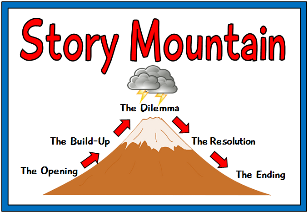 Story Mountain
The Dilemma
The Build-Up
The Resolution
The Opening
The Ending